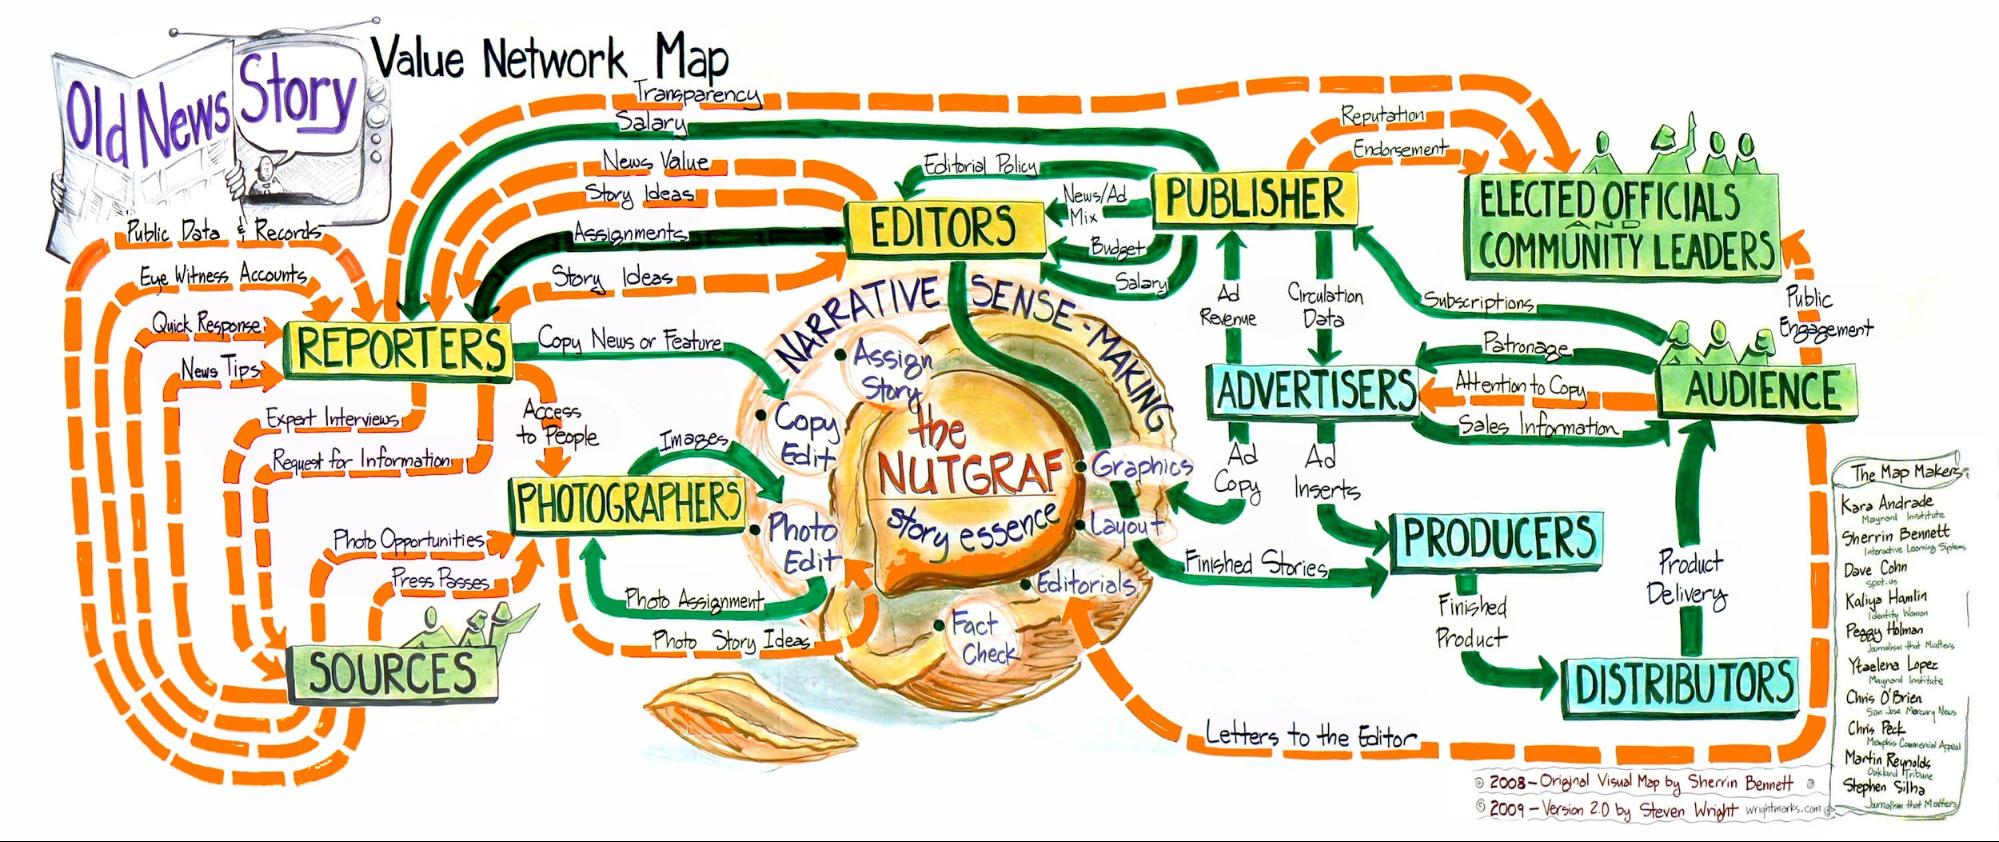 Old News Story
Value Network Map
Transparency
Salary
News Value
Story Ideas
Assignments
Story Ideas
Editorial Policy
News/Ad
Mix
Budget
Salary
Reputation
Endorsement
EDITORS
PUBLISHER
ELECTED OFFICIALS
AND
COMMUNITY LEADERS
Public Data & Records
Eye Witness Accounts
Quick Response
News Tips
REPORTERS
Copy News or Feature
Expert Interviews
Request for Information
Access
to People
Images
PHOTOGRAPHERS
Photo Opportunities
Press Passes
Photo Assignment
Photo Story Ideas
SOURCES
NARRATIVE SENSE-MAKING
Assign
Story
Copy
Edit
Photo
Edit
the
NUTGRAF
story essence
Graphics
Layout
Editorials
Fact
Check
Ad
Revenue
Circulation
Data
Subscriptions
Patronage
Attention to Copy
Sales Information
Public
Engagement
ADVERTISERS
AUDIENCE
Ad
Copy
Ad
Inserts
Finished Stories
PRODUCERS
Finished
Product
Product
Delivery
DISTRIBUTORS
Letters to the Editor
The Map Makers:
Kara Andrade
Maynard Institute
Sherrin Bennett
Interactive Learning Systems
Dave Cohn
spot.us
Kaliya Hamlin
Identity Woman
Peggy Holman
Journalism that Matters
Ytaelena Lopez
Maynard Institute
Chris O'Brien
San Jose Mercury News
Chris Peck
Memphis Commercial Appeal
Martin Reynolds
Oakland Tribune
Stephen Silha
Journalism that Matters
© 2008 - Original Visual Map by Sherrin Bennett
© 2009 - Version 2.0 by Steven Wright wrightmarks.com